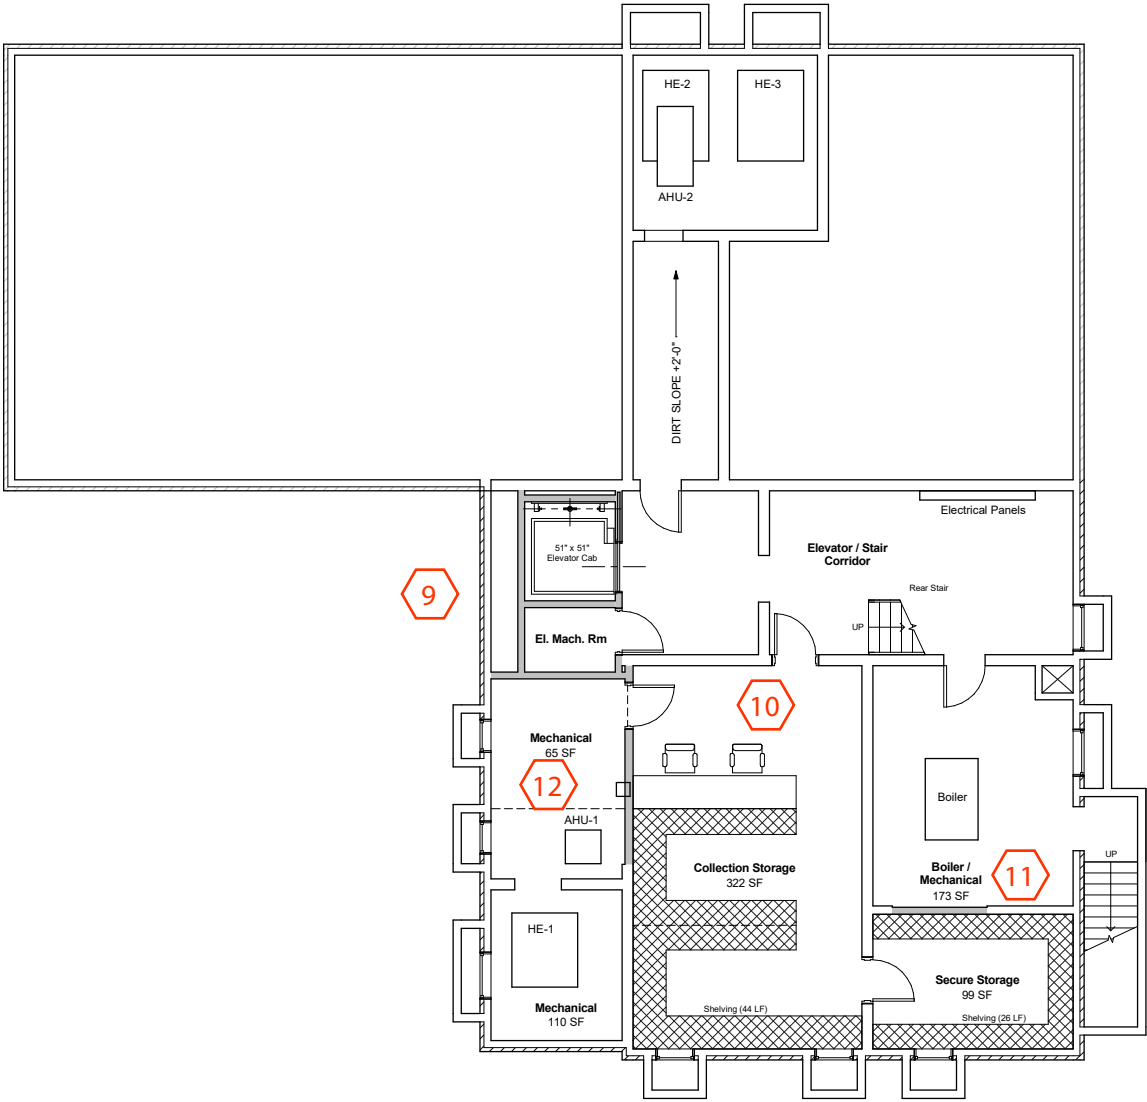 HE-2
HE-3
AHU-2
DIRT SLOPE +2'-0"
Electrical Panels
51" x 51"
Elevator Cab
Elevator / Stair
Corridor
9
Rear Stair
UP
El. Mach. Rm
10
Mechanical
65 SF
12
AHU-1
Boiler
Collection Storage
322 SF
Boiler /
Mechanical
173 SF
11
UP
HE-1
Mechanical
110 SF
Secure Storage
99 SF
Shelving (44 LF)
Shelving (26 LF)